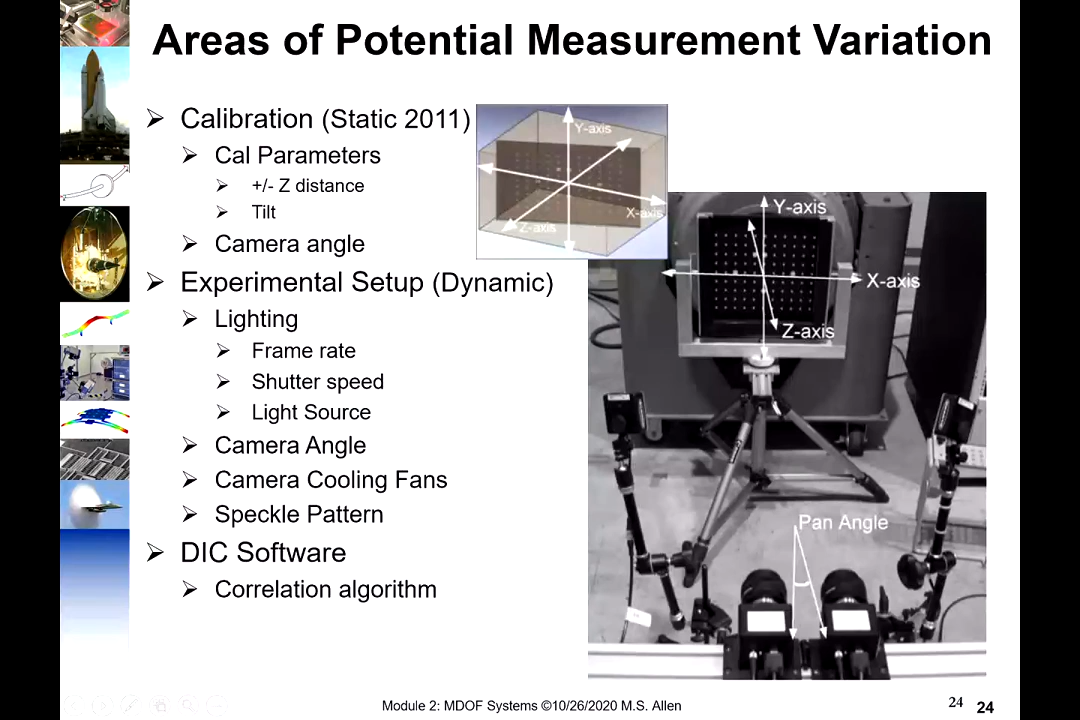 Areas of Potential Measurement Variation
Calibration (Static 2011)
Cal Parameters
+/- Z distance
Tilt
Camera angle
Experimental Setup (Dynamic)
Lighting
Frame rate
Shutter speed
Light Source
Camera Angle
Camera Cooling Fans
Speckle Pattern
DIC Software
Correlation algorithm
Y-axis
X-axis
Z-axis
Y-axis
X-axis
Z-axis
Pan Angle
Module 2: MDOF Systems ©10/26/2020 M.S. Allen
24
24